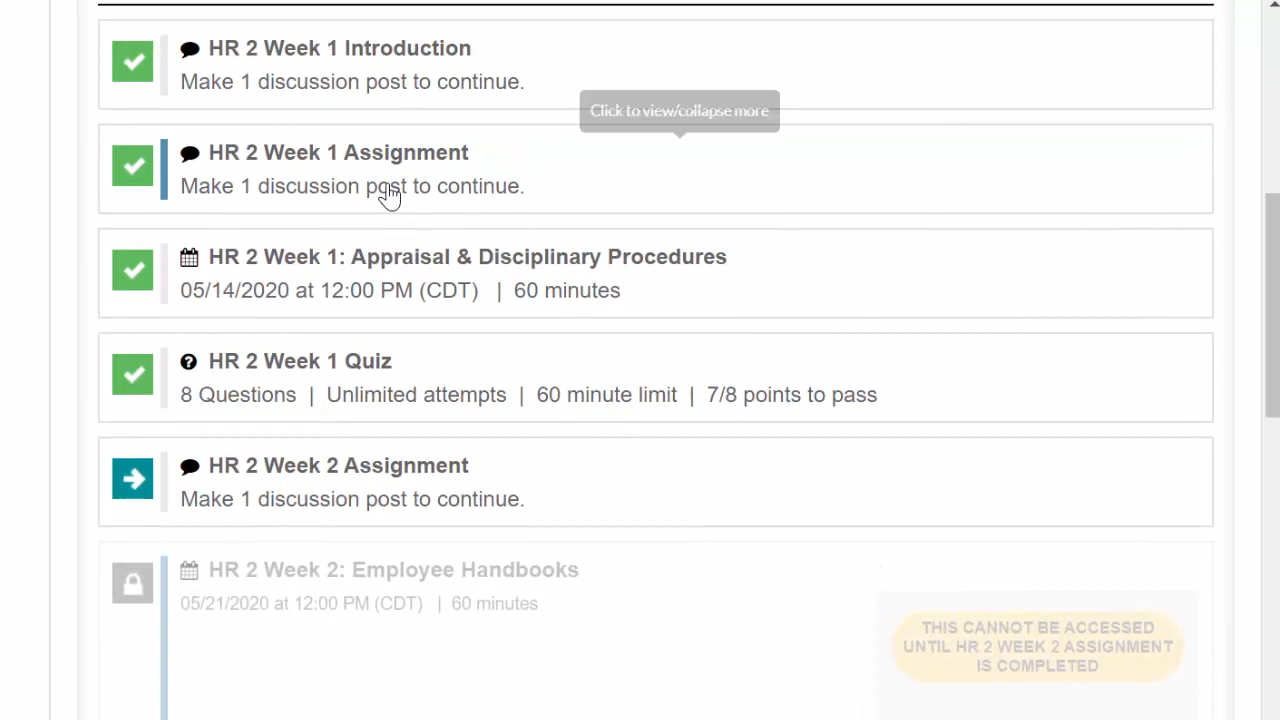 HR 2 Week 1 Introduction
Make 1 discussion post to continue.
Click to view/collapse more
HR 2 Week 1 Assignment
Make 1 discussion post to continue.
HR 2 Week 1: Appraisal & Disciplinary Procedures
05/14/2020 at 12:00 PM (CDT) | 60 minutes
HR 2 Week 1 Quiz
8 Questions | Unlimited attempts | 60 minute limit | 7/8 points to pass
HR 2 Week 2 Assignment
Make 1 discussion post to continue.
HR 2 Week 2: Employee Handbooks
05/21/2020 at 12:00 PM (CDT) | 60 minutes
THIS CANNOT BE ACCESSED
UNTIL HR 2 WEEK 2 ASSIGNMENT
IS COMPLETED